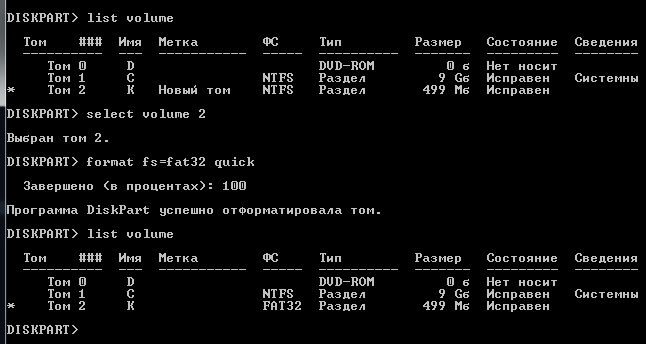 DISKPART> list volume
Том ### Имя Метка ФС Тип Размер Состояние Сведения
---------- --- ----------- ----- ---------- ------- --------- --------
Том 0 D DVD-ROM 0 б Нет носит
Том 1 C NTFS Раздел 9 Gб Исправен Системны
* Том 2 K Новый том NTFS Раздел 499 Мб Исправен
DISKPART> select volume 2
Выбран том 2.
DISKPART> format fs=fat32 quick
Завершено (в процентах): 100
Программа DiskPart успешно отформатировала том.
DISKPART> list volume
Том ### Имя Метка ФС Тип Размер Состояние Сведения
---------- --- ----------- ----- ---------- ------- --------- --------
Том 0 D DVD-ROM 0 б Нет носит
Том 1 C NTFS Раздел 9 Gб Исправен Системны
* Том 2 K FAT32 Раздел 499 Мб Исправен
DISKPART>